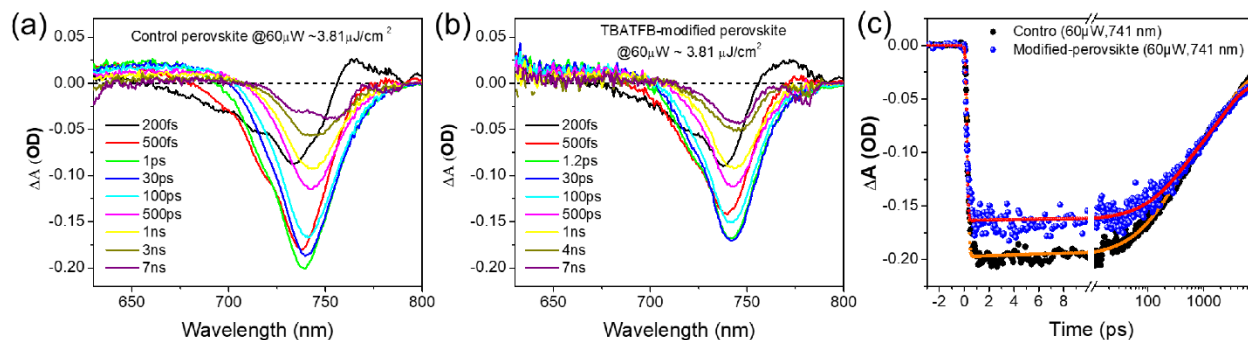 (a)
Control perovskite @60μW ~3.81μJ/cm²
ΔA (OD)
0.05
0.00
-0.05
-0.10
-0.15
-0.20
200fs
500fs
1ps
30ps
100ps
500ps
1ns
3ns
7ns
650
700
750
800
Wavelength (nm)
(b)
TBATFB-modified perovskite
@60μW ~ 3.81 μJ/cm²
ΔA (OD)
0.05
0.00
-0.05
-0.10
-0.15
-0.20
200fs
500fs
1.2ps
30ps
100ps
500ps
1ns
4ns
7ns
650
700
750
800
Wavelength (nm)
(c)
Contro (60μW,741 nm)
Modified-perovsikte (60μW,741 nm)
ΔA (OD)
0.00
-0.05
-0.10
-0.15
-0.20
-2
0
2
4
6
8
100
1000
Time (ps)